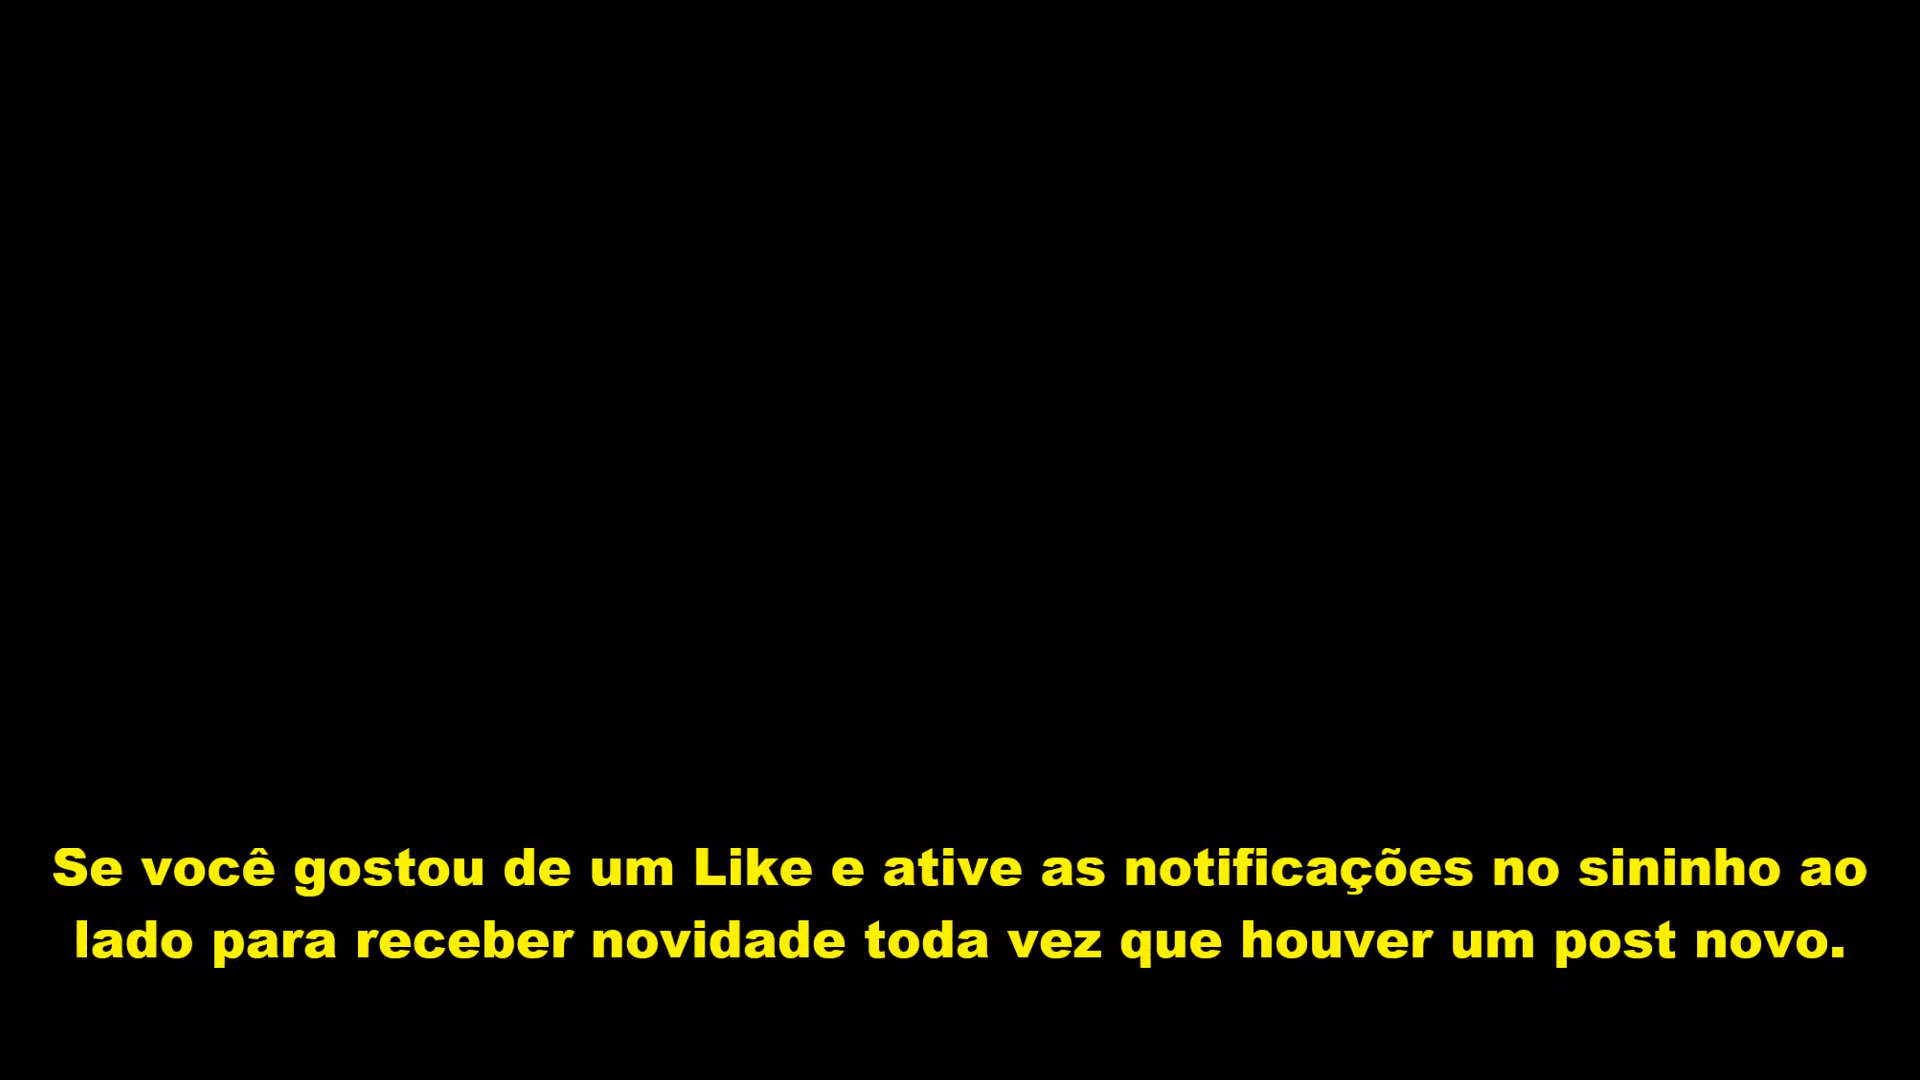 Se você gostou de um Like e ative as notificações no sininho ao
lado para receber novidade toda vez que houver um post novo.